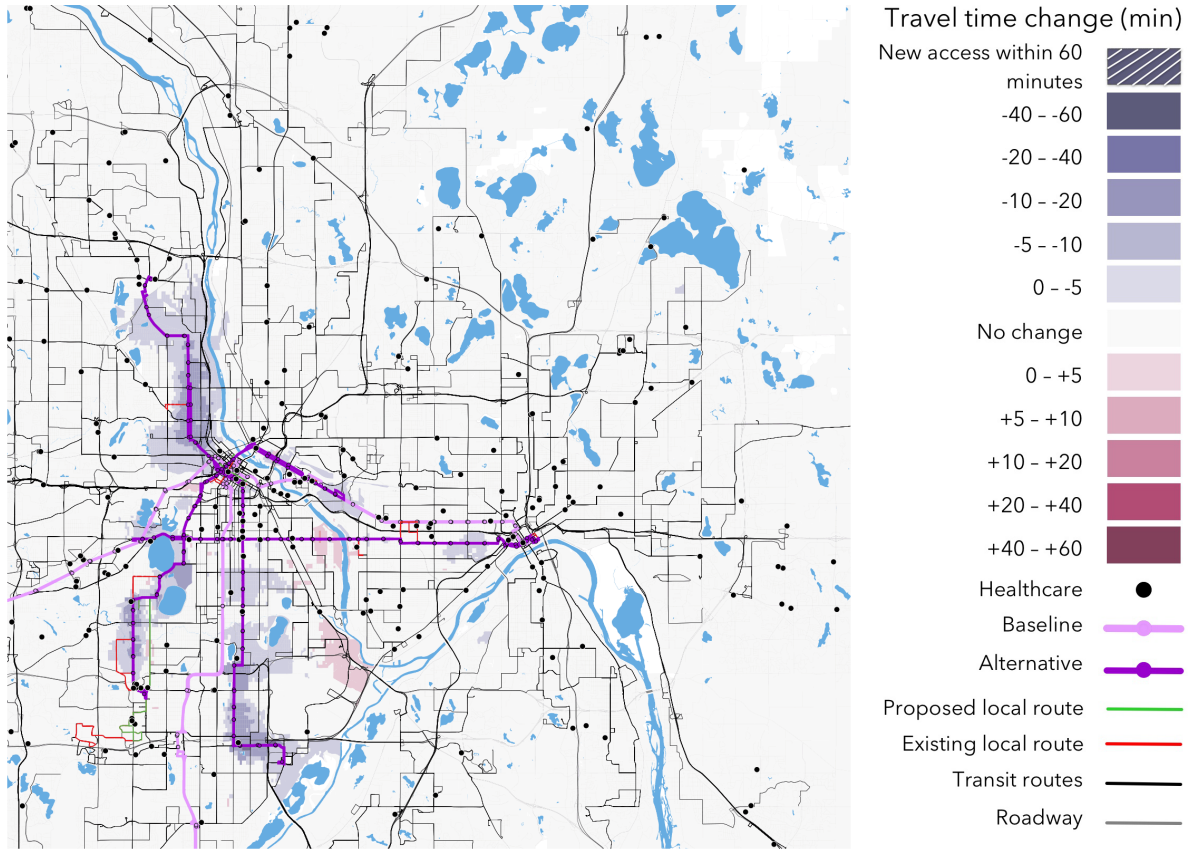 Travel time change (min)
New access within 60
minutes
-40 – -60
-20 – -40
-10 – -20
-5 – -10
0 – -5
No change
0 – +5
+5 – +10
+10 – +20
+20 – +40
+40 – +60
Healthcare
Baseline
Alternative
Proposed local route
Existing local route
Transit routes
Roadway